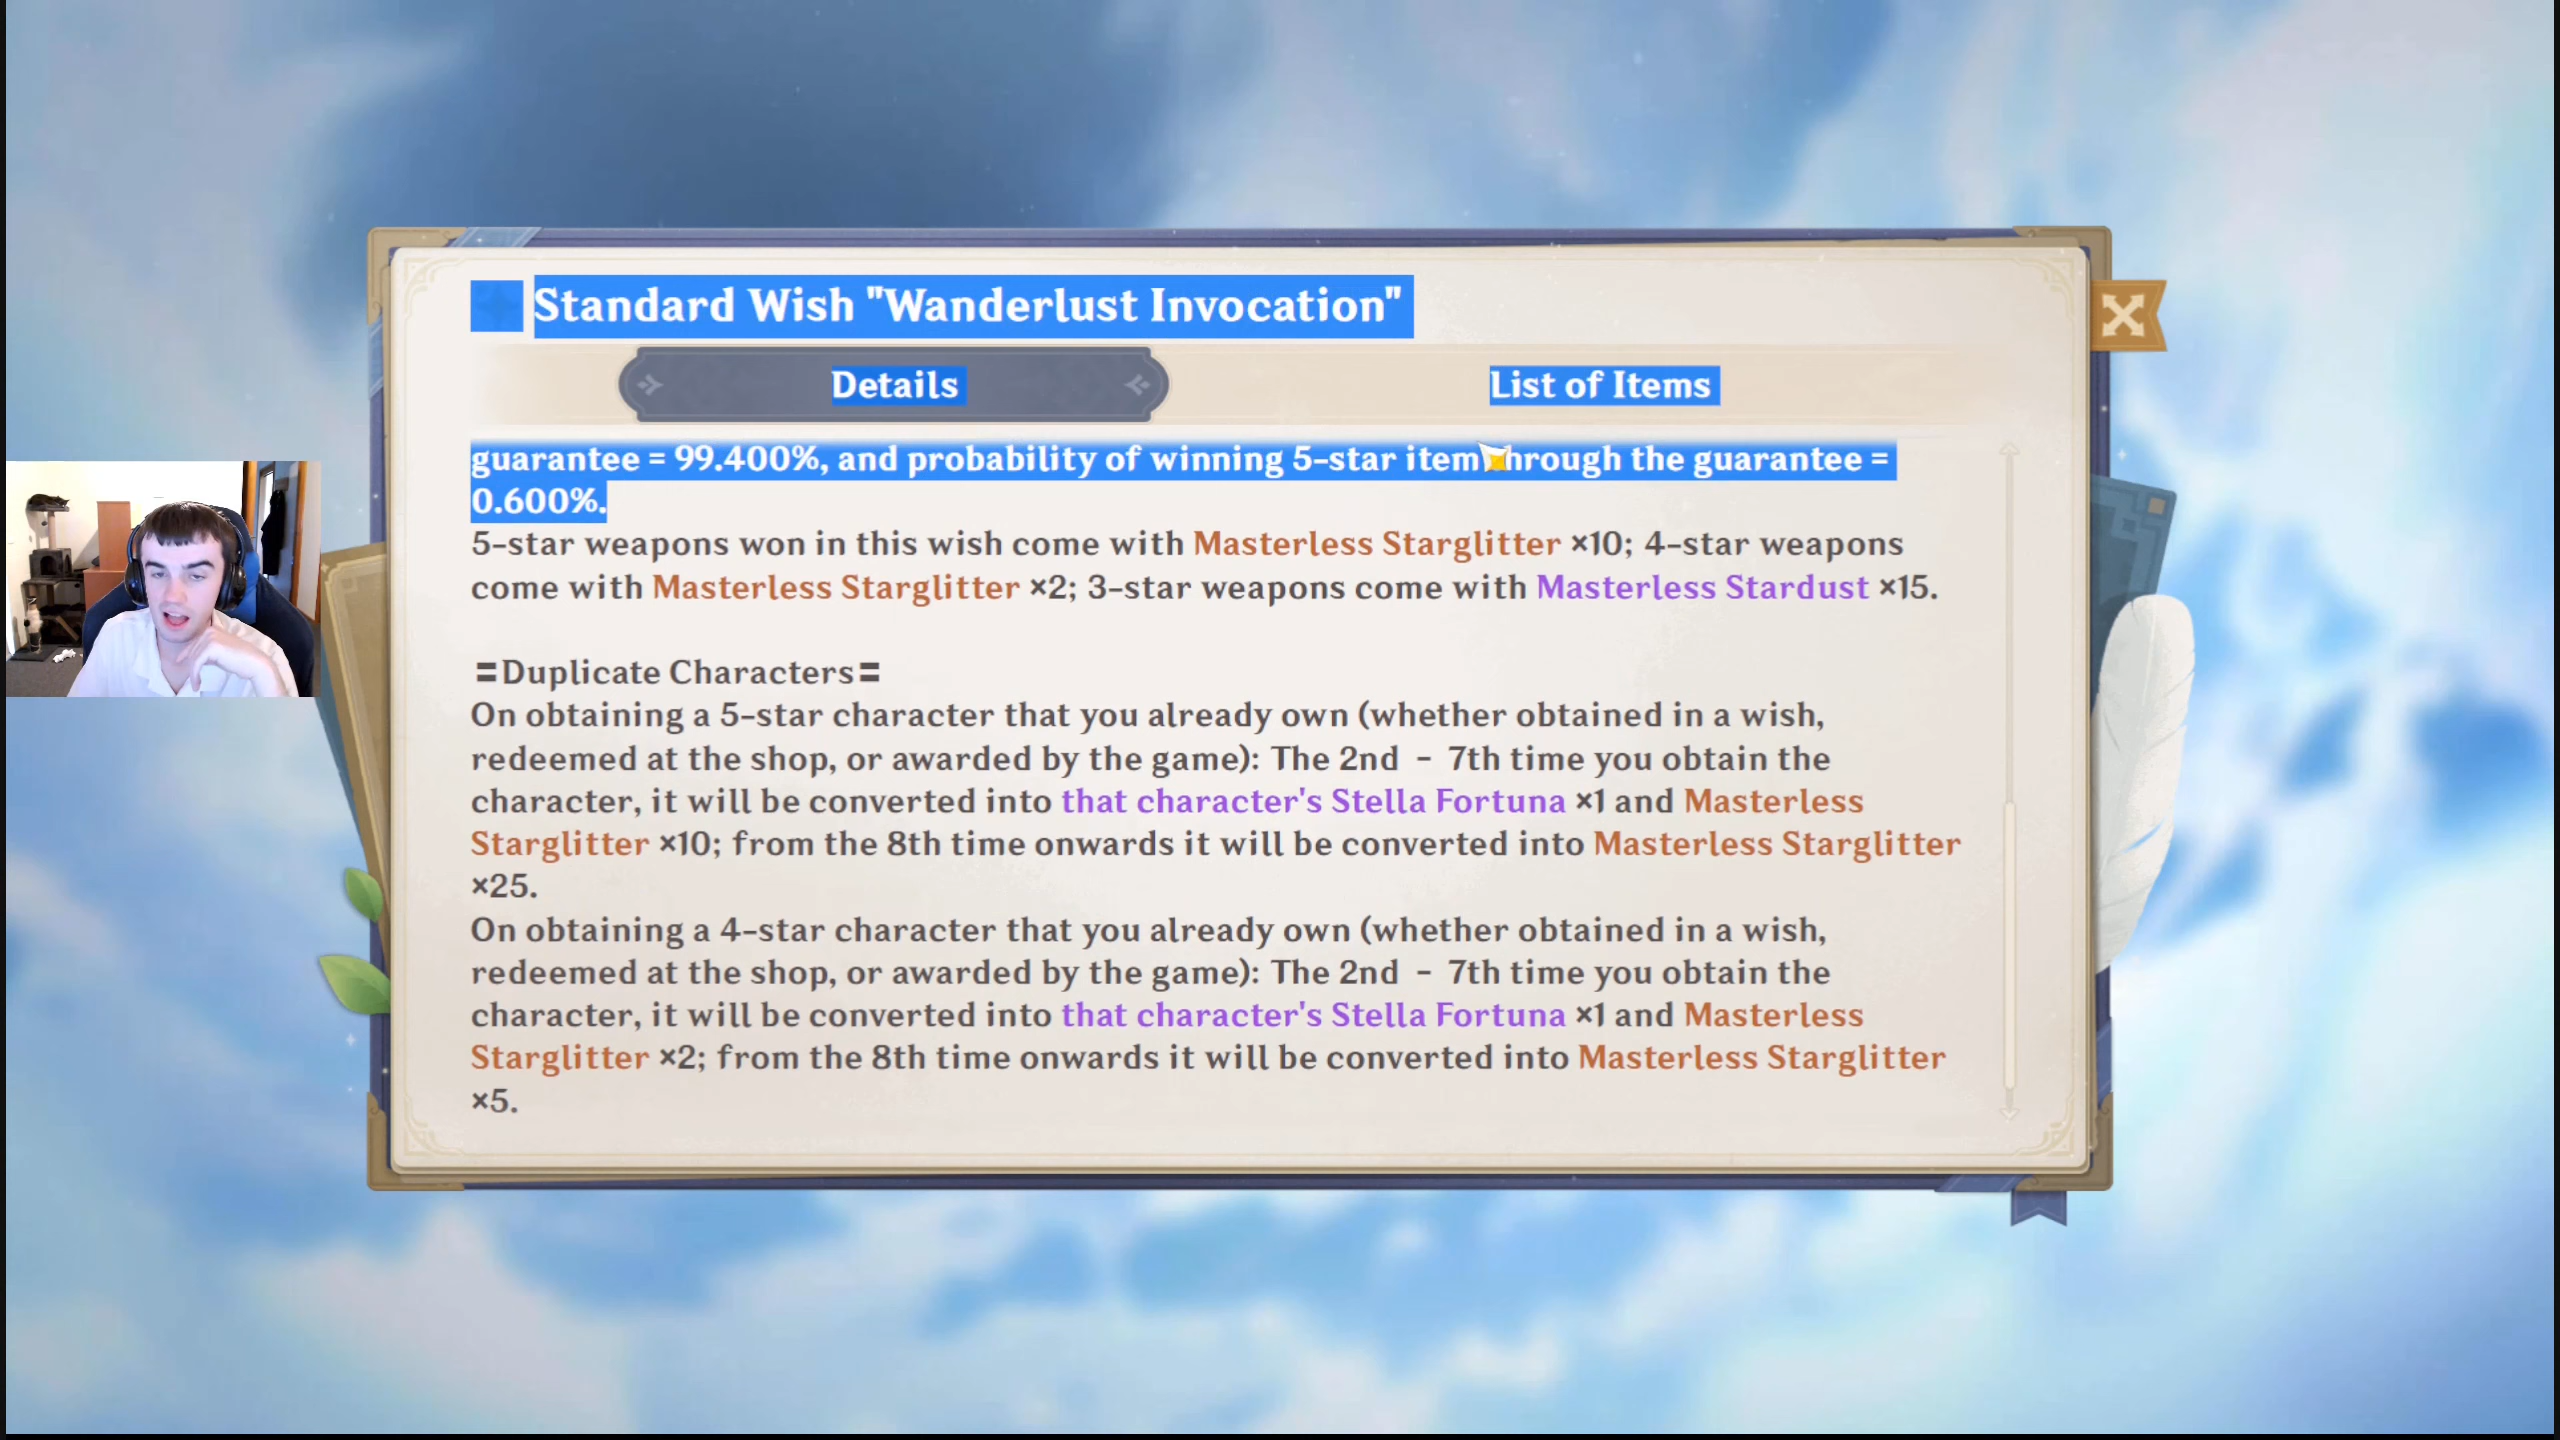 Standard Wish "Wanderlust Invocation"
Details
List of Items
guarantee = 99.400%, and probability of winning 5-star item through the guarantee =
0.600%.
5-star weapons won in this wish come with Masterless Starglitter ×10; 4-star weapons
come with Masterless Starglitter ×2; 3-star weapons come with Masterless Stardust ×15.
〓Duplicate Characters〓
On obtaining a 5-star character that you already own (whether obtained in a wish,
redeemed at the shop, or awarded by the game): The 2nd - 7th time you obtain the
character, it will be converted into that character's Stella Fortuna ×1 and Masterless
Starglitter ×10; from the 8th time onwards it will be converted into Masterless Starglitter
×25.
On obtaining a 4-star character that you already own (whether obtained in a wish,
redeemed at the shop, or awarded by the game): The 2nd - 7th time you obtain the
character, it will be converted into that character's Stella Fortuna ×1 and Masterless
Starglitter ×2; from the 8th time onwards it will be converted into Masterless Starglitter
×5.